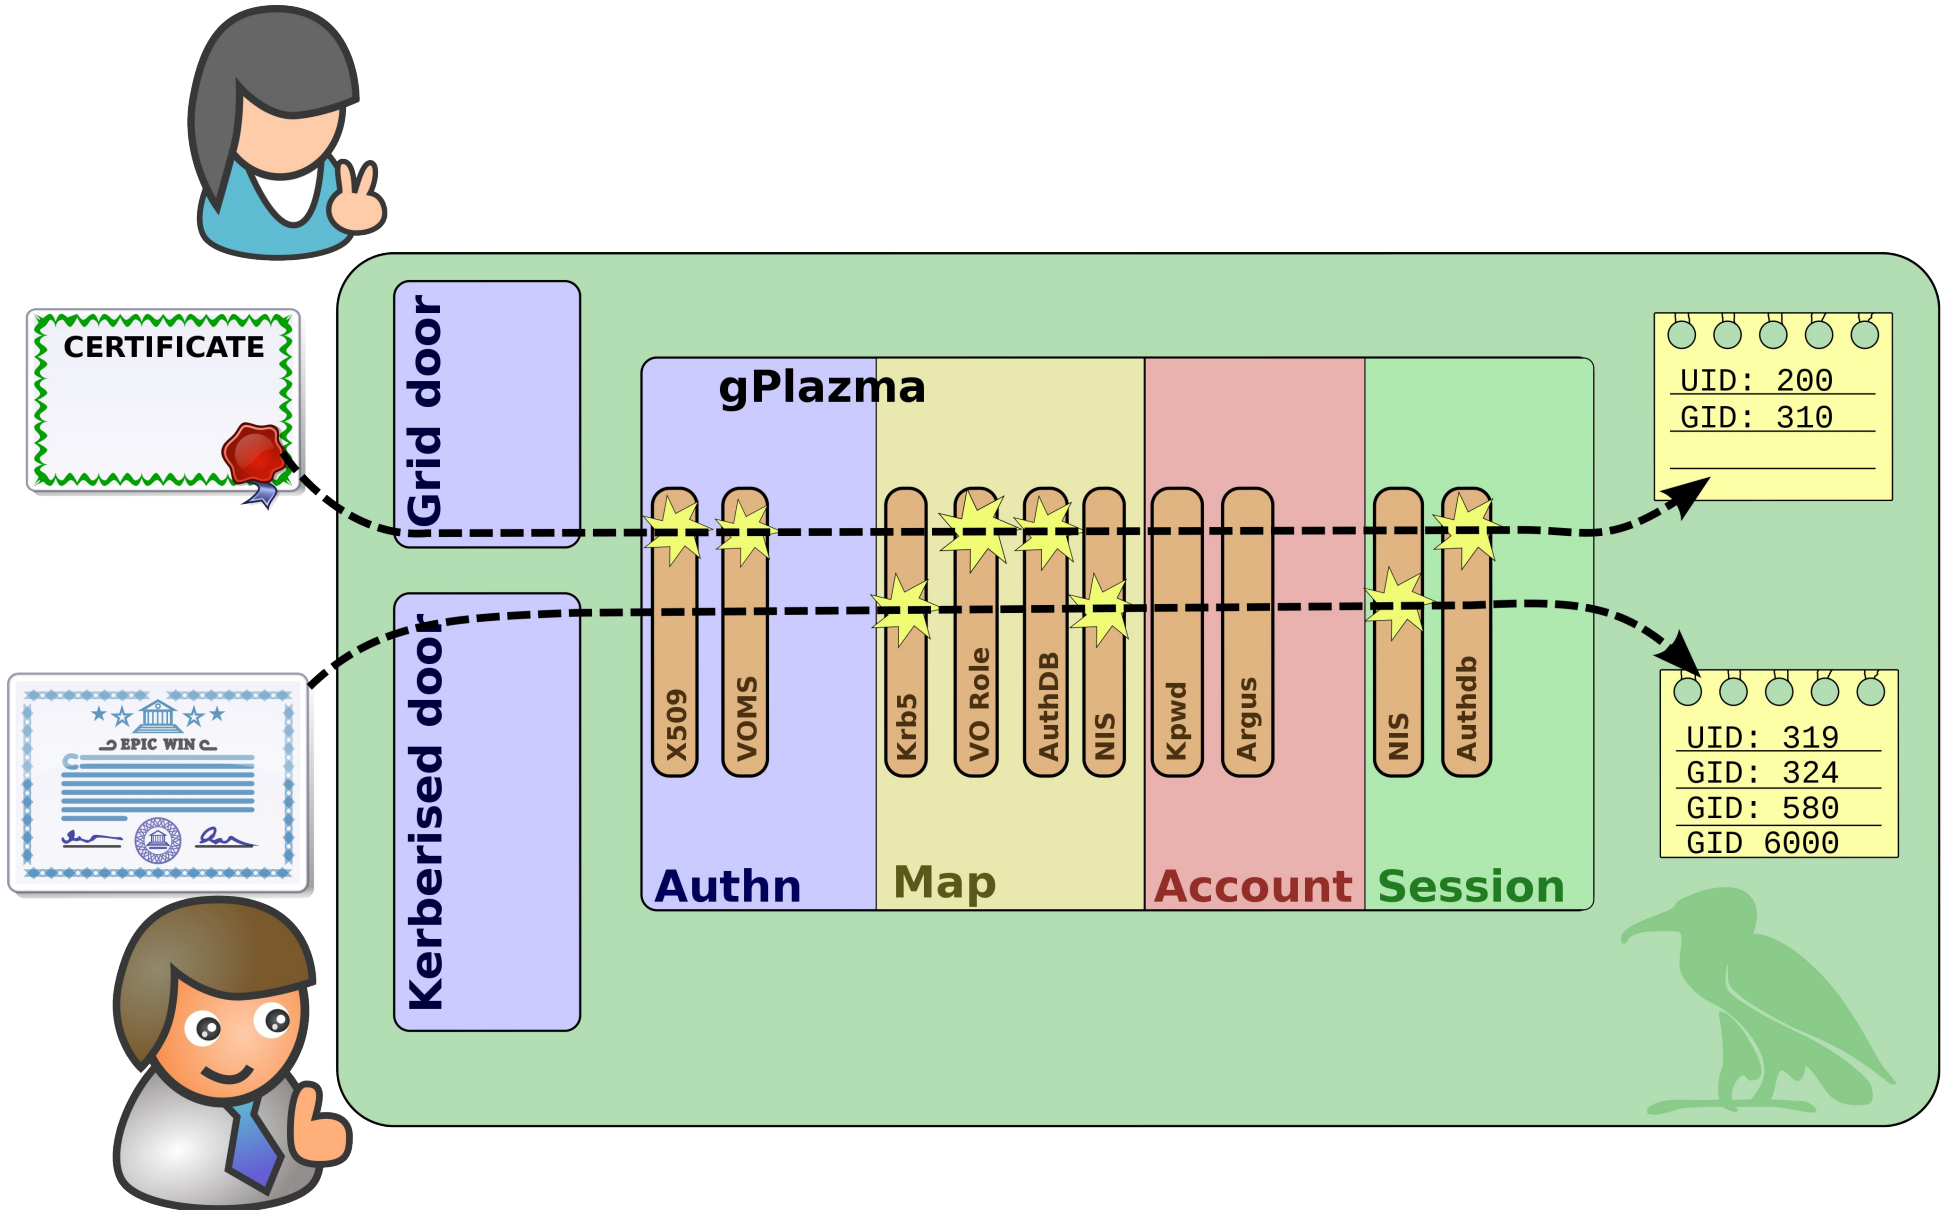 CERTIFICATE
EPIC WIN
Grid door
Kerberised door
gPlazma
X509
VOMS
Krb5
VO Role
AuthDB
NIS
Kpwd
Argus
NIS
Authdb
Authn
Map
Account
Session
UID: 200
GID: 310
UID: 319
GID: 324
GID: 580
GID 6000